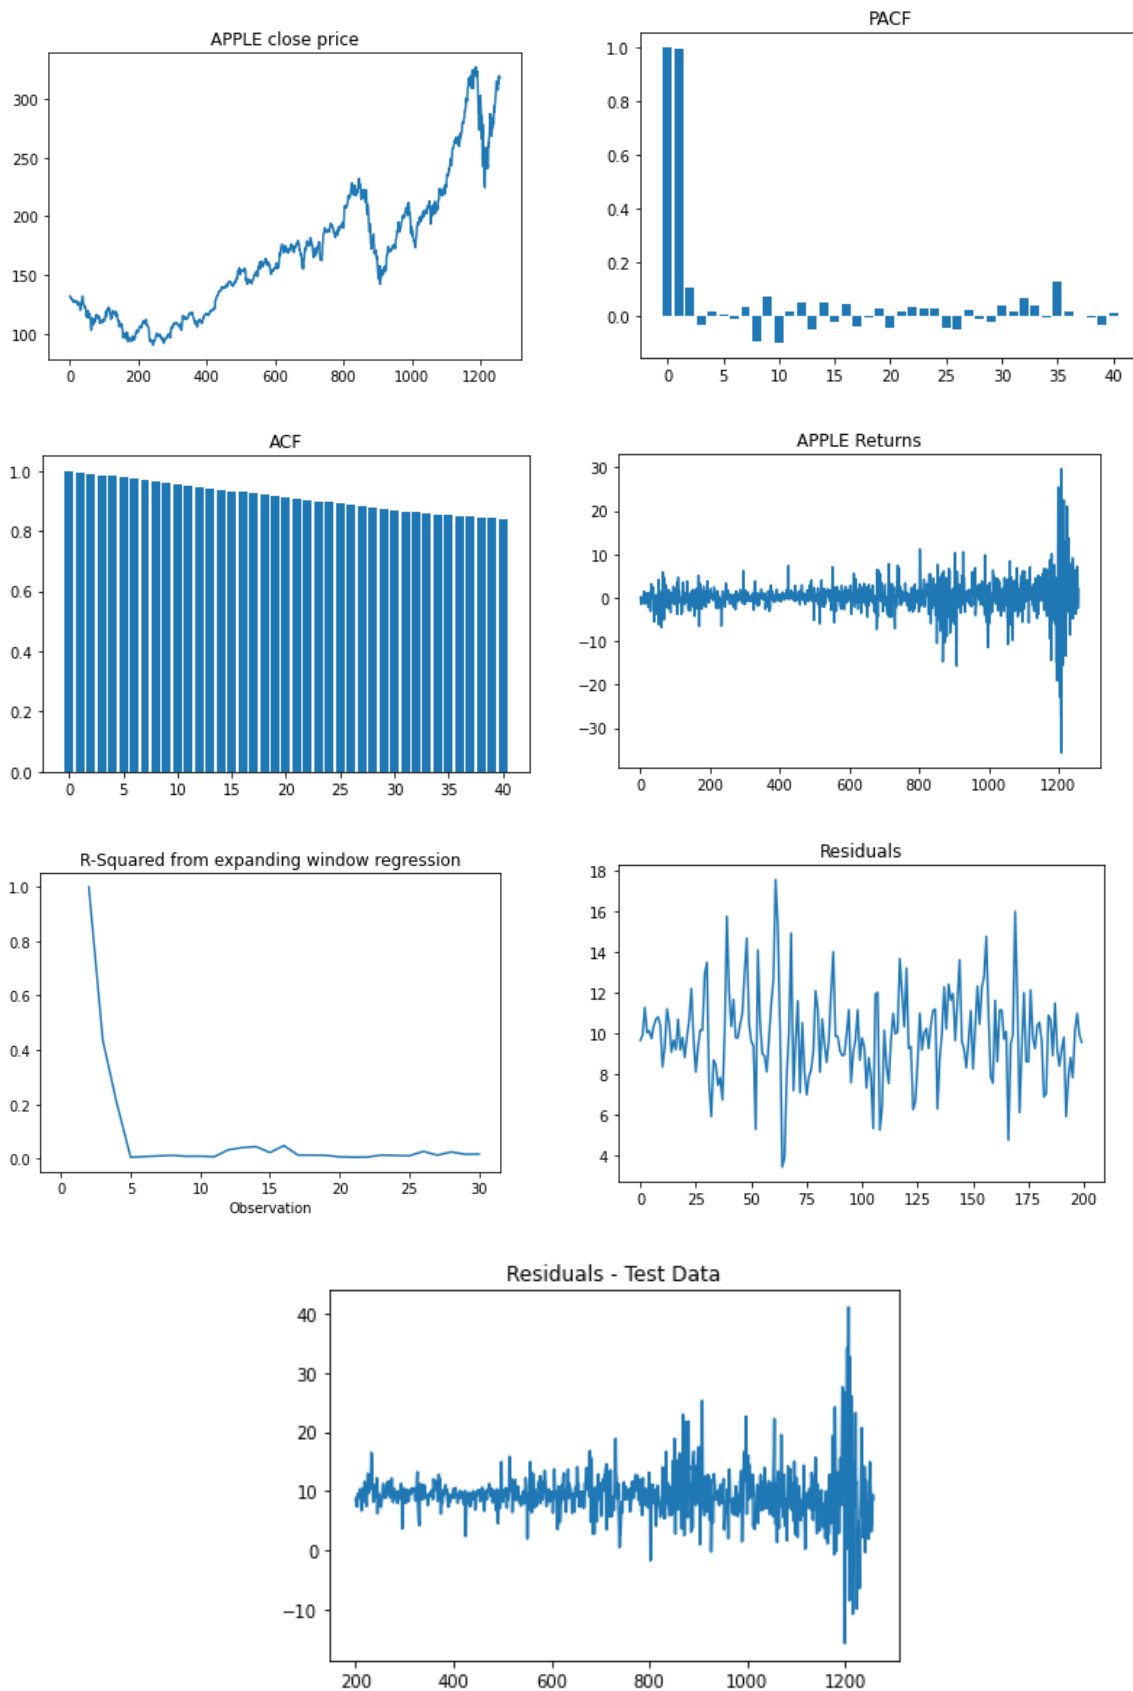 APPLE close price
300
250
200
150
100
0 200 400 600 800 1000 1200
PACF
1.0
0.8
0.6
0.4
0.2
0.0
0 5 10 15 20 25 30 35 40
ACF
1.0
0.8
0.6
0.4
0.2
0.0
0 5 10 15 20 25 30 35 40
APPLE Returns
30
20
10
0
−10
−20
−30
0 200 400 600 800 1000 1200
R-Squared from expanding window regression
1.0
0.8
0.6
0.4
0.2
0.0
0 5 10 15 20 25 30
Observation
Residuals
18
16
14
12
10
8
6
4
0 25 50 75 100 125 150 175 200
Residuals - Test Data
40
30
20
10
0
−10
200 400 600 800 1000 1200